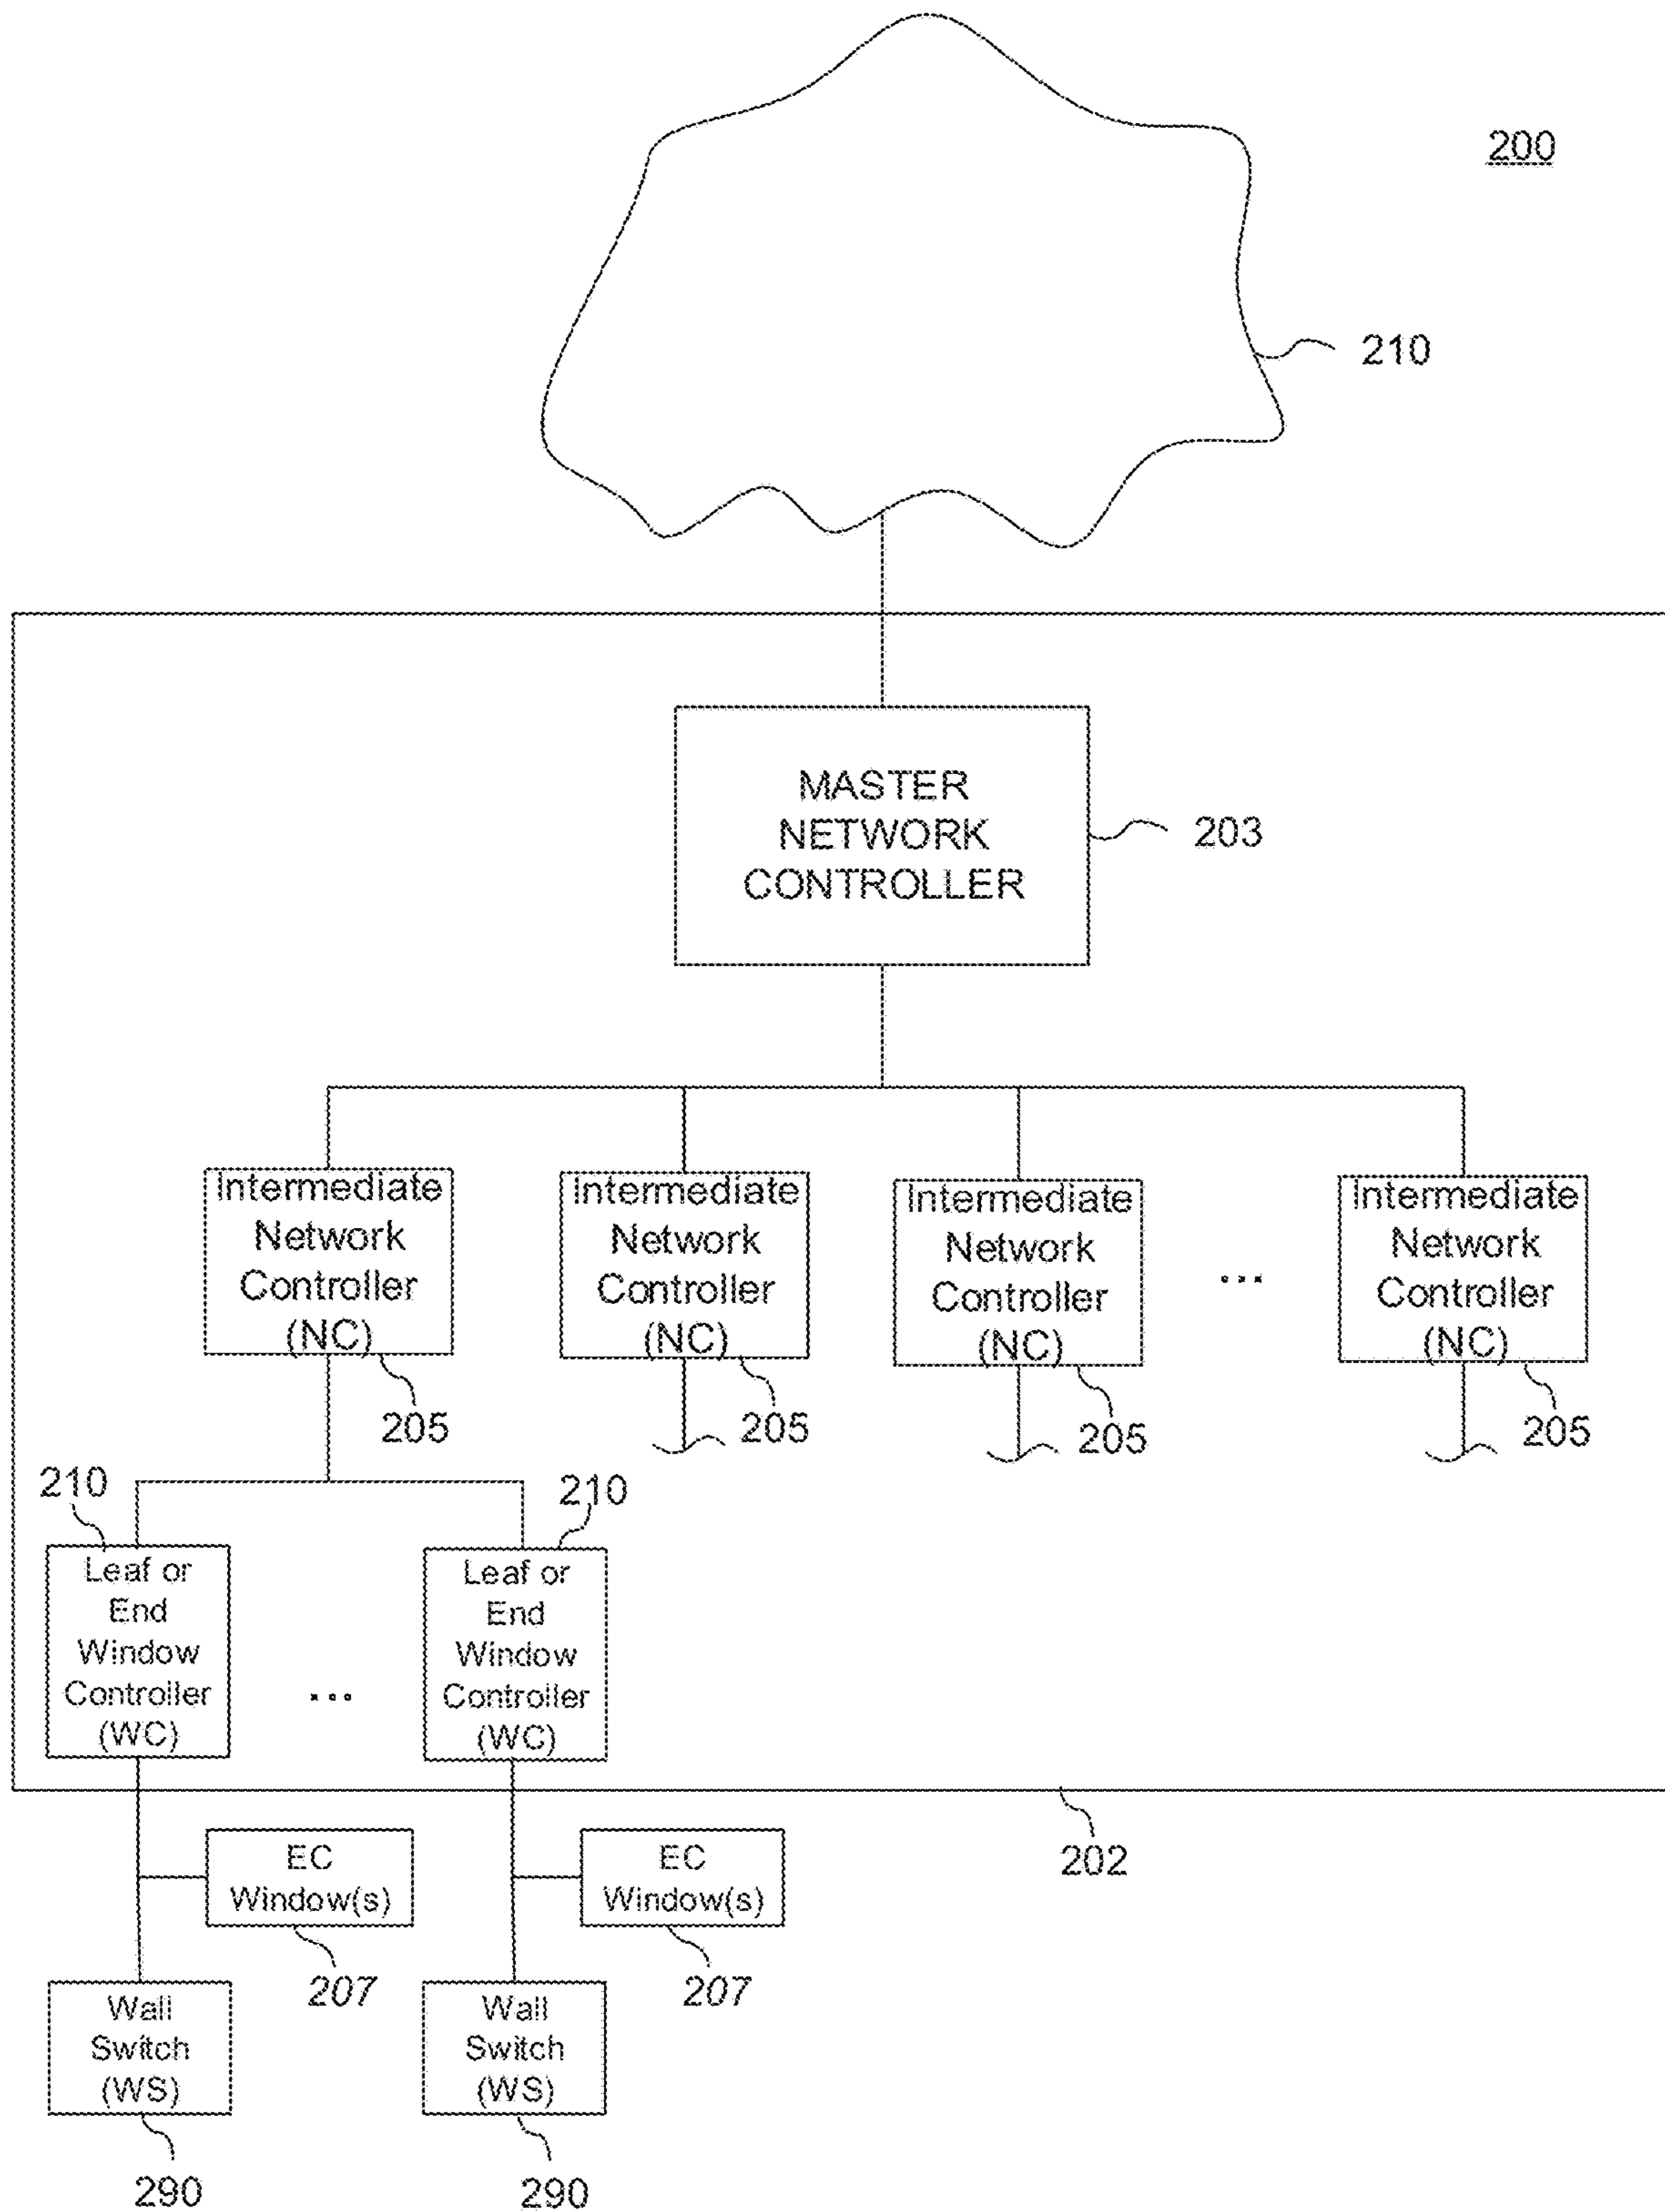 200
210
MASTER
NETWORK
CONTROLLER
203
Intermediate
Network
Controller
(NC)
205
Intermediate
Network
Controller
(NC)
205
Intermediate
Network
Controller
(NC)
205
...
Intermediate
Network
Controller
(NC)
205
210
Leaf or
End
Window
Controller
(WC)
...
210
Leaf or
End
Window
Controller
(WC)
202
EC
Window(s)
207
EC
Window(s)
207
Wall
Switch
(WS)
290
Wall
Switch
(WS)
290